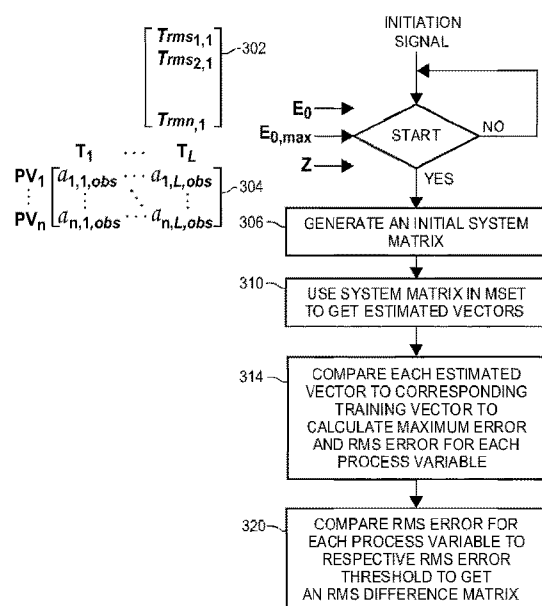 INITIATION
SIGNAL
Trms1,1
Trms2,1
Trmn,1
302
E0
E0,max
Z
START
NO
YES
T1 ... TL
PV1 a1,1,obs ... a1,L,obs
304
PVn an,1,obs ... an,L,obs
306
GENERATE AN INITIAL SYSTEM
MATRIX
310
USE SYSTEM MATRIX IN MSET
TO GET ESTIMATED VECTORS
314
COMPARE EACH ESTIMATED
VECTOR TO CORRESPONDING
TRAINING VECTOR TO
CALCULATE MAXIMUM ERROR
AND RMS ERROR FOR EACH
PROCESS VARIABLE
320
COMPARE RMS ERROR FOR
EACH PROCESS VARIABLE TO
RESPECTIVE RMS ERROR
THRESHOLD TO GET
AN RMS DIFFERENCE MATRIX